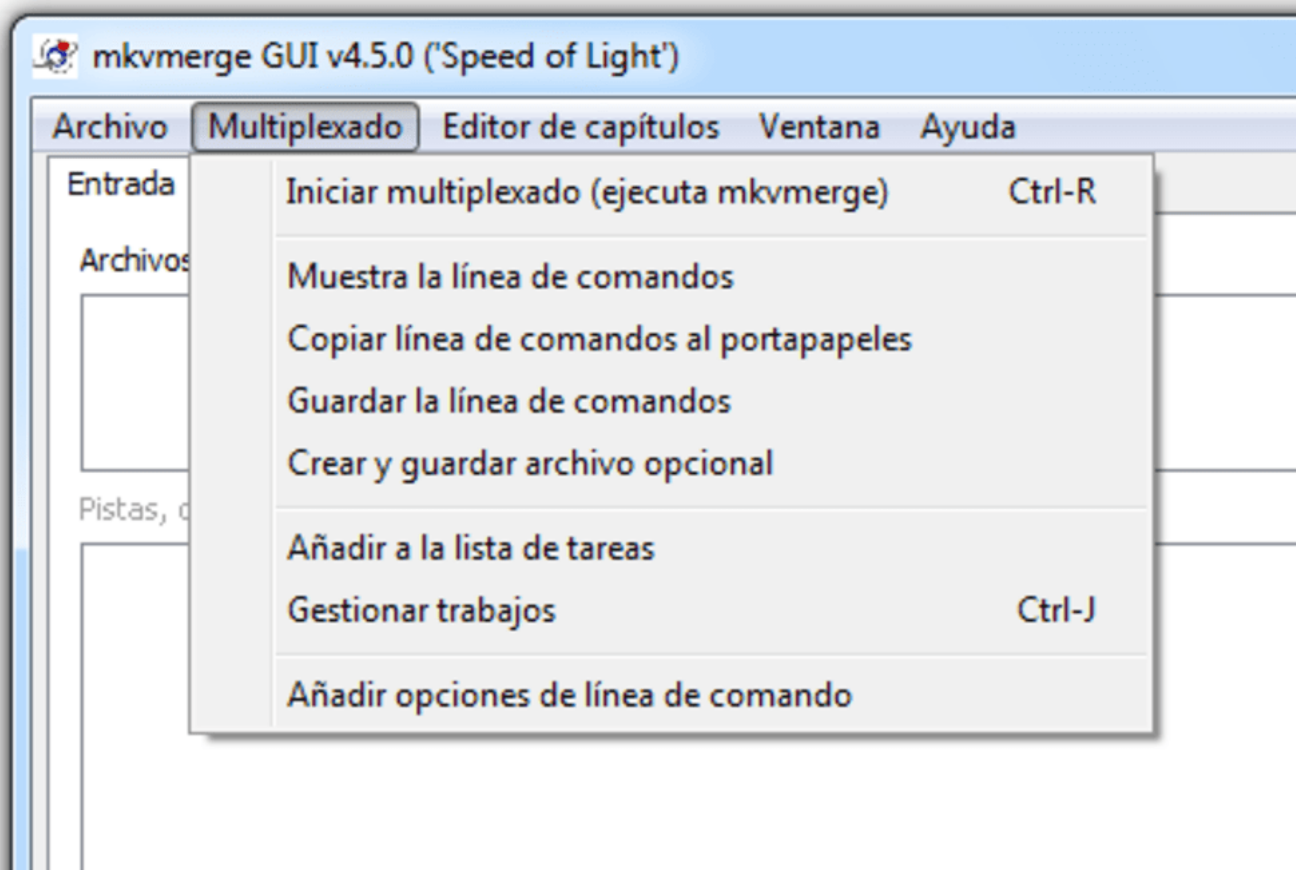 mkvmerge GUI v4.5.0 ('Speed of Light')
Archivo Multiplexado Editor de capítulos Ventana Ayuda
Entrada
Iniciar multiplexado (ejecuta mkvmerge) Ctrl-R
Archivos
Muestra la línea de comandos
Copiar línea de comandos al portapapeles
Guardar la línea de comandos
Crear y guardar archivo opcional
Pistas,
Añadir a la lista de tareas
Gestionar trabajos Ctrl-J
Añadir opciones de línea de comando